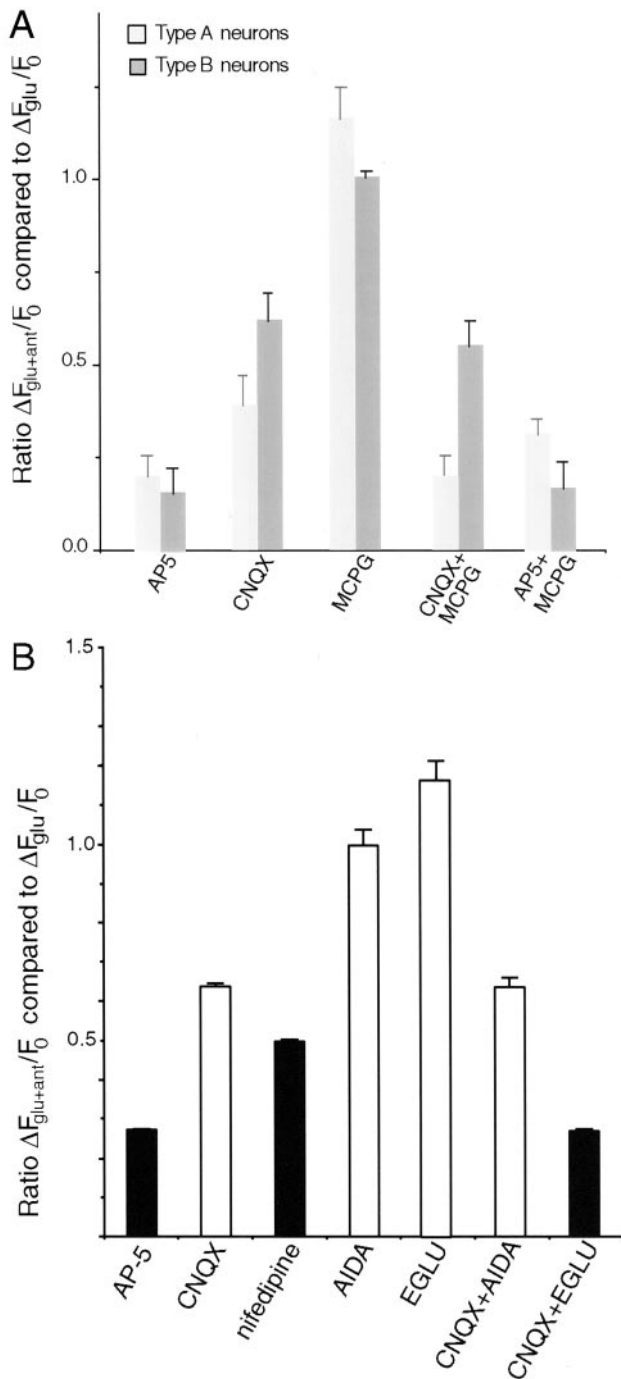 A
Type A neurons
Type B neurons
Ratio ΔFglu+ant/F0 compared to ΔFglu/F0
1.0
0.5
0.0
AP5
CNQX
MCPG
CNQX+
MCPG
AP5+
MCPG
B
Ratio ΔFglu+ant/F0 compared to ΔFglu/F0
1.5
1.0
0.5
AP-5
CNQX
nifedipine
AIDA
EGLU
CNQX+AIDA
CNQX+EGLU